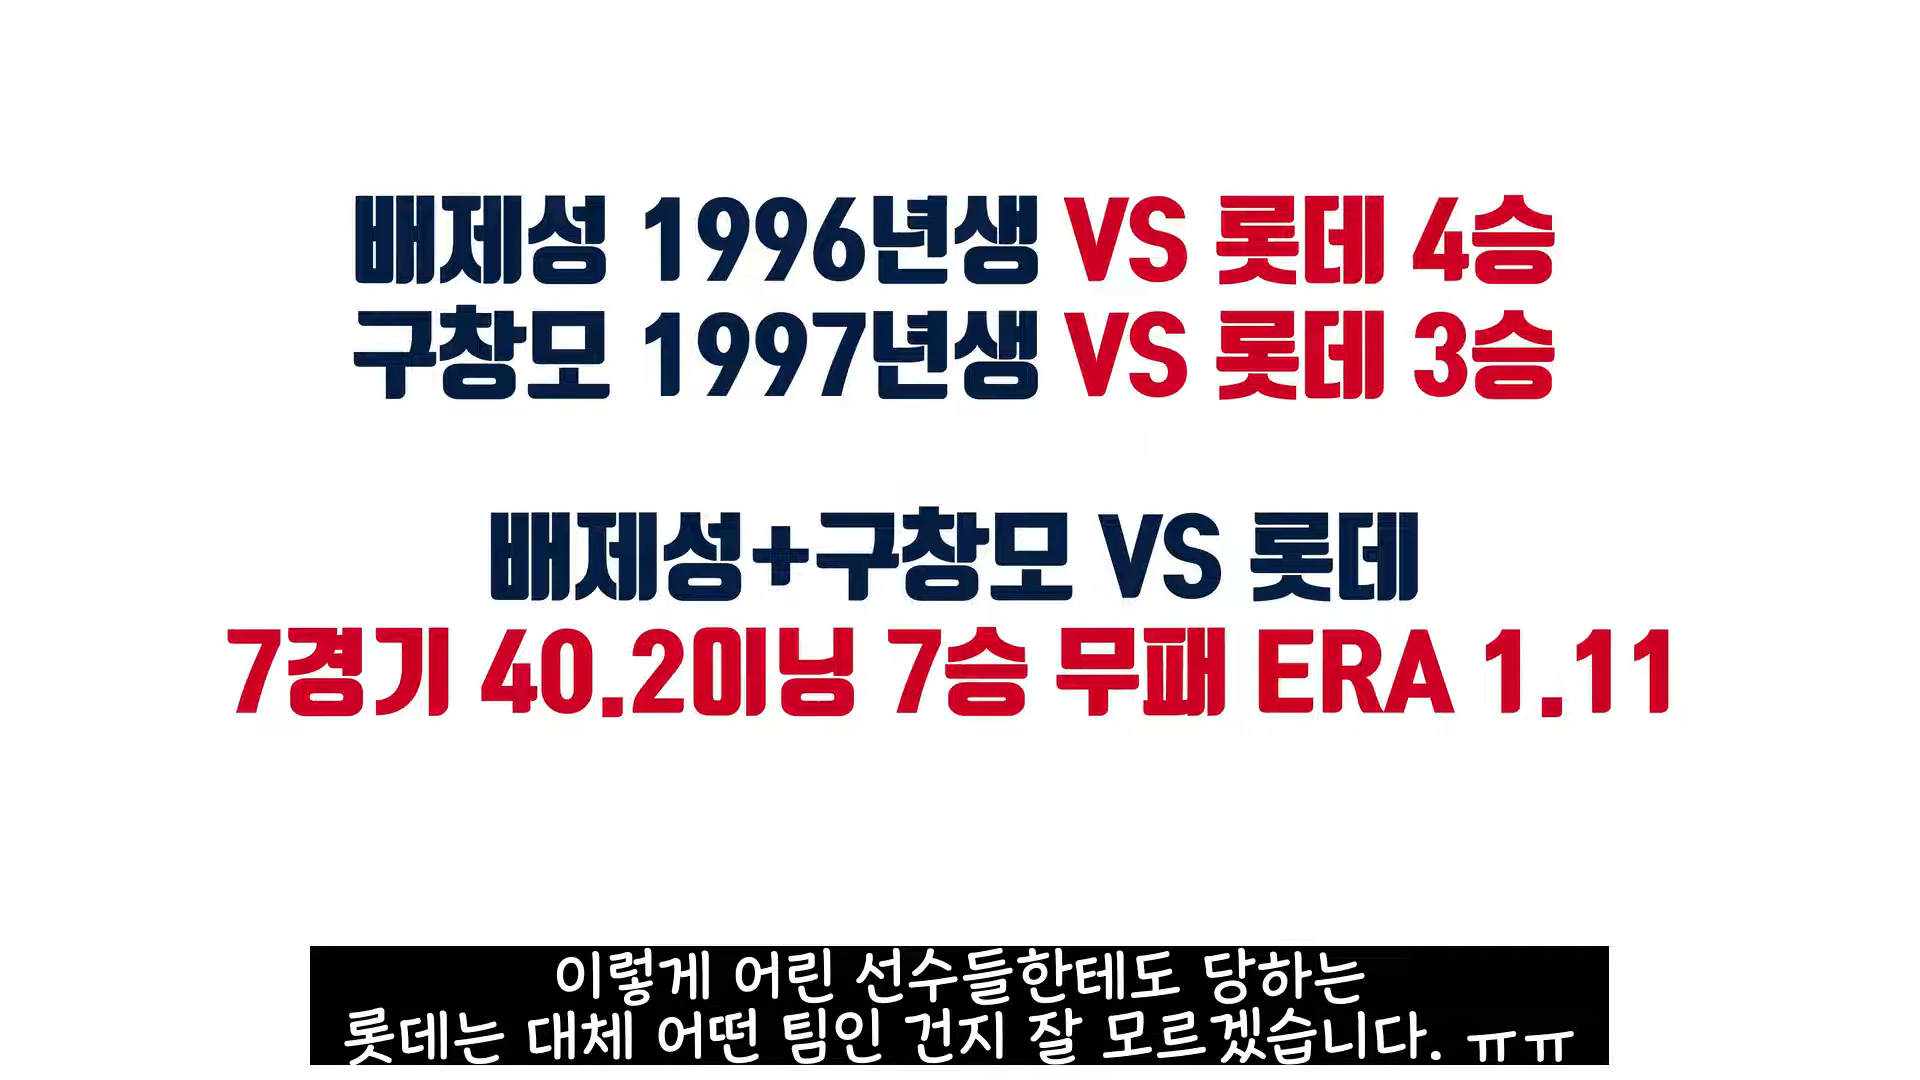 배제성 1996년생 VS 롯데 4승
구창모 1997년생 VS 롯데 3승
배제성+구창모 VS 롯데
7경기 40.2이닝 7승 무패 ERA 1.11
이렇게 어린 선수들한테도 당하는
롯데는 대체 어떤 팀인 건지 잘 모르겠습니다. ㅠㅠ